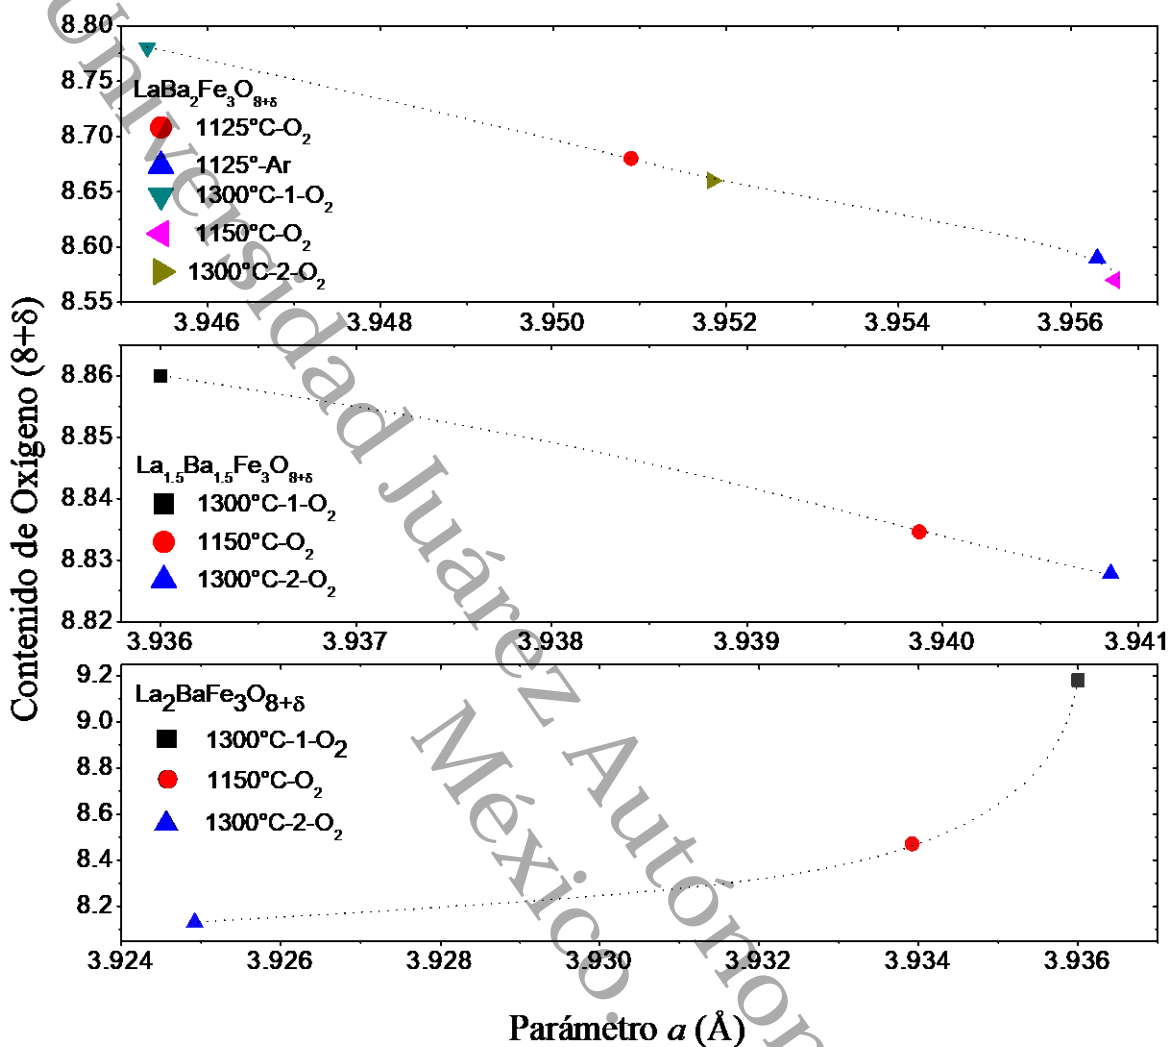 Contenido de Oxígeno (8+δ)
8.80
8.75
8.70
8.65
8.60
8.55
LaBa2Fe3O8+δ
1125°C-O2
1125°-Ar
1300°C-1-O2
1150°C-O2
1300°C-2-O2
3.946 3.948 3.950 3.952 3.954 3.956
8.86
8.85
8.84
8.83
8.82
La1.5Ba1.5Fe3O8+δ
1300°C-1-O2
1150°C-O2
1300°C-2-O2
3.936 3.937 3.938 3.939 3.940 3.941
9.2
9.0
8.8
8.6
8.4
8.2
La2BaFe3O8+δ
1300°C-1-O2
1150°C-O2
1300°C-2-O2
3.924 3.926 3.928 3.930 3.932 3.934 3.936
Parámetro a (Å)
Universidad Juárez Autónom
México.